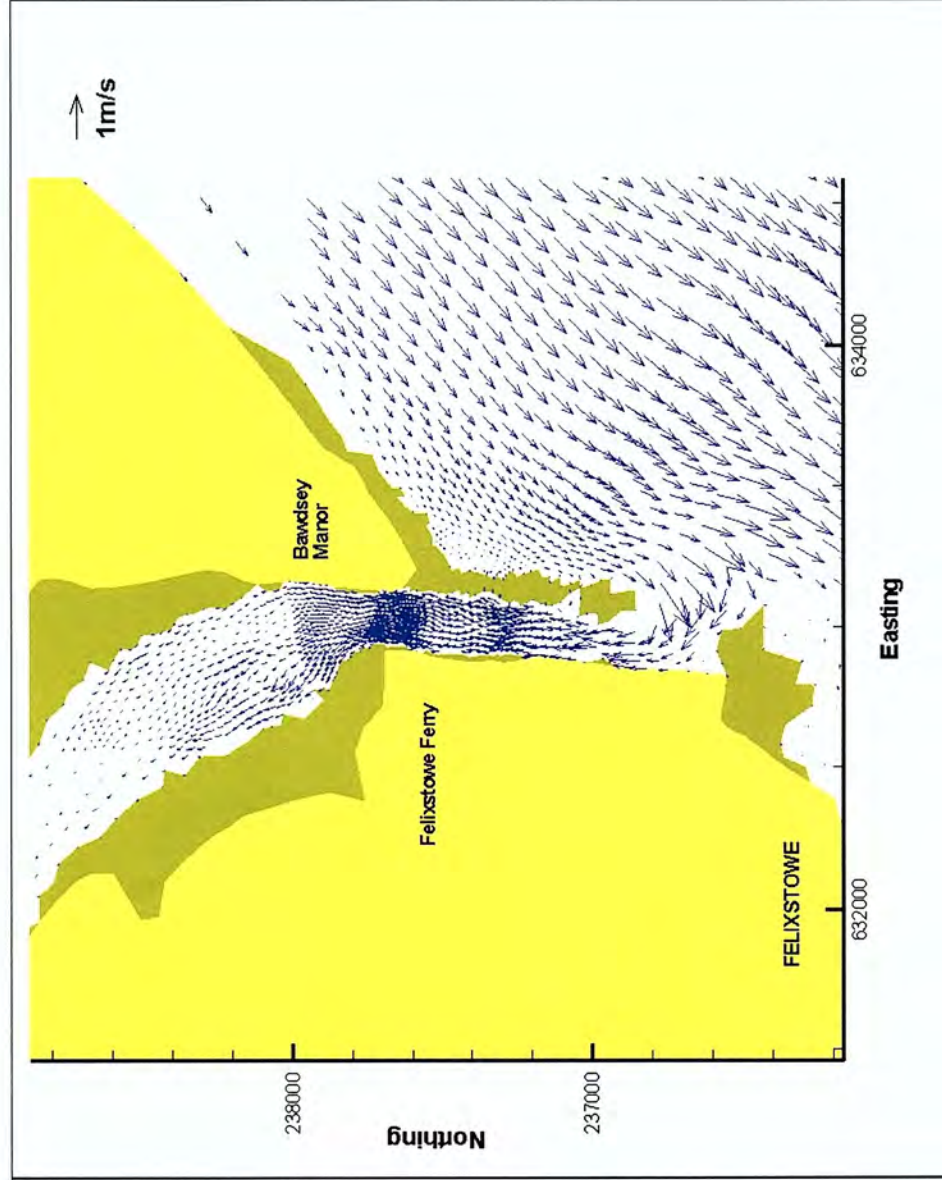 1m/s
Bawdsey
Manor
Felixstowe Ferry
FELIXSTOWE
Northing
238000
237000
632000
634000
Easting